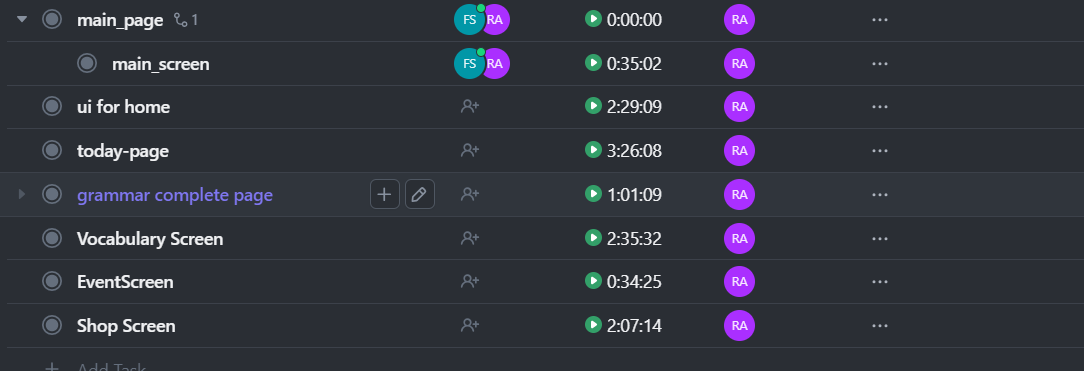 main_page 1 FS RA 0:00:00 RA
main_screen FS RA 0:35:02 RA
ui for home 2:29:09 RA
today-page 3:26:08 RA
grammar complete page 1:01:09 RA
Vocabulary Screen 2:35:32 RA
EventScreen 0:34:25 RA
Shop Screen 2:07:14 RA
Add Task